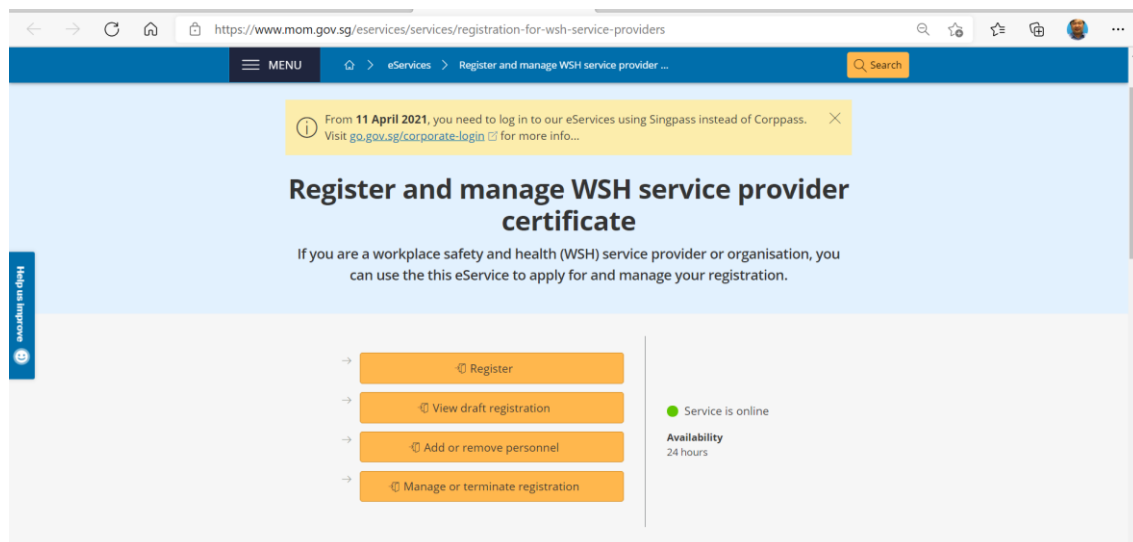 https://www.mom.gov.sg/eservices/services/registration-for-wsh-service-providers
MENU
eServices > Register and manage WSH service provider ...
Search
From 11 April 2021, you need to log in to our eServices using Singpass instead of Corppass.
Visit go.gov.sg/corporate-login for more info...
Register and manage WSH service provider
certificate
If you are a workplace safety and health (WSH) service provider or organisation, you
can use the this eService to apply for and manage your registration.
Help us improve
Register
View draft registration
Add or remove personnel
Manage or terminate registration
Service is online
Availability
24 hours